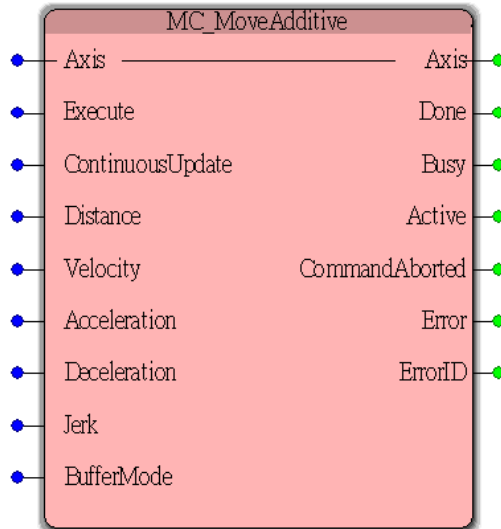 MC_MoveAdditive
Axis Axis
Execute Done
ContinuousUpdate Busy
Distance Active
Velocity CommandAborted
Acceleration Error
Deceleration ErrorID
Jerk
BufferMode